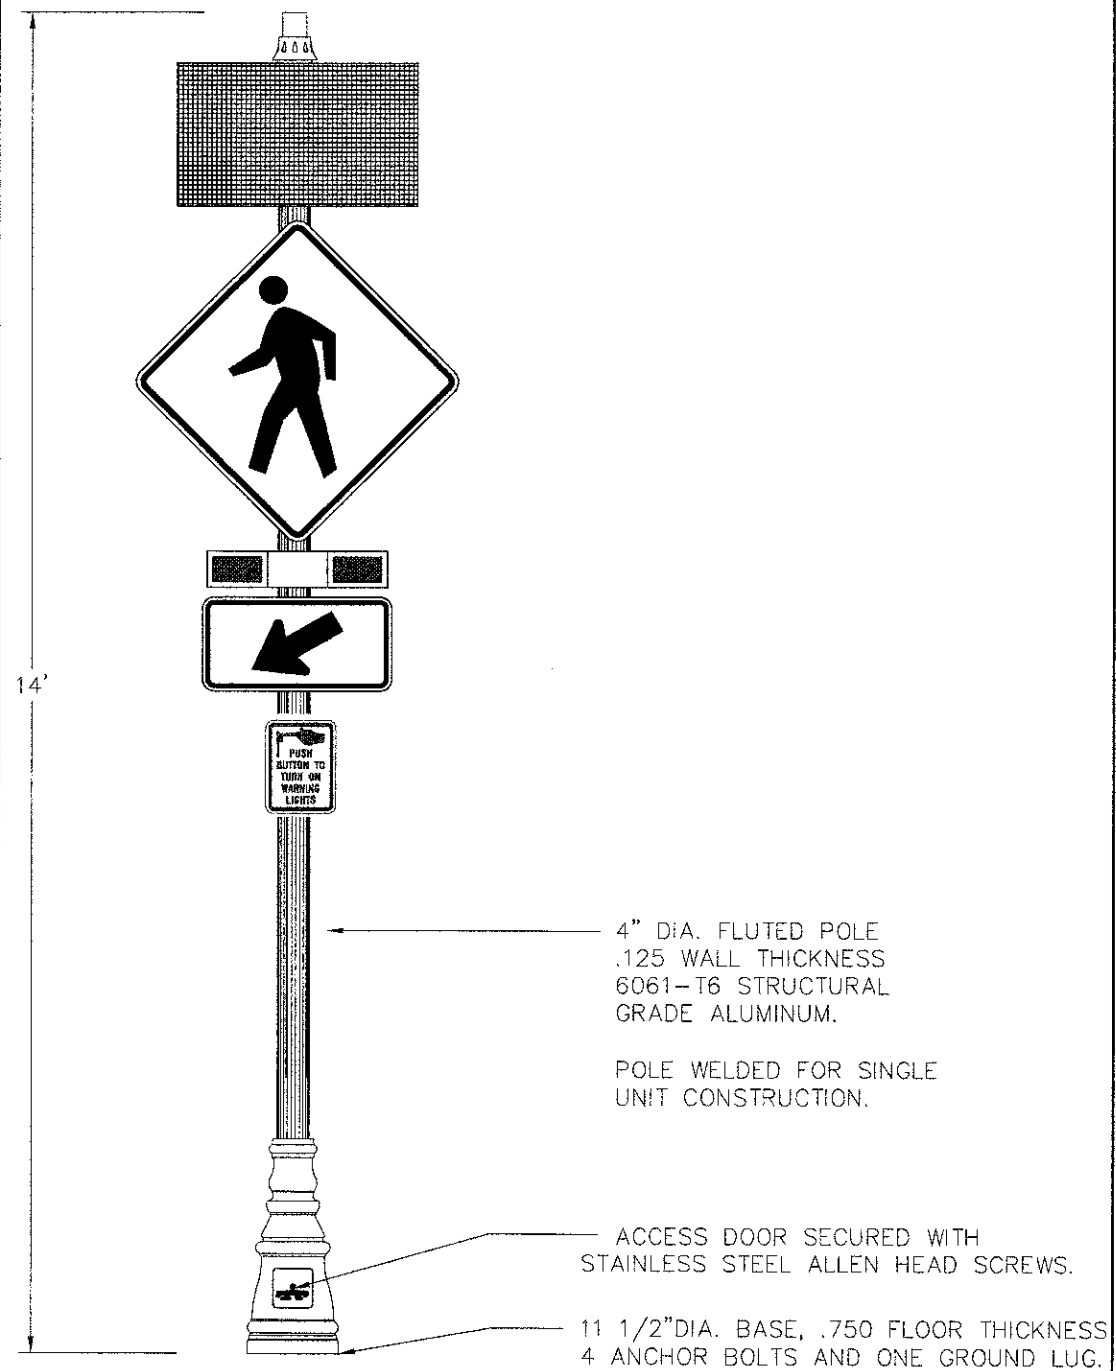 14'
PUSH
BUTTON TO
TURN ON
WARNING
LIGHTS
4" DIA. FLUTED POLE
.125 WALL THICKNESS
6061-T6 STRUCTURAL
GRADE ALUMINUM.
POLE WELDED FOR SINGLE
UNIT CONSTRUCTION.
ACCESS DOOR SECURED WITH
STAINLESS STEEL ALLEN HEAD SCREWS.
11 1/2"DIA. BASE, .750 FLOOR THICKNESS
4 ANCHOR BOLTS AND ONE GROUND LUG.